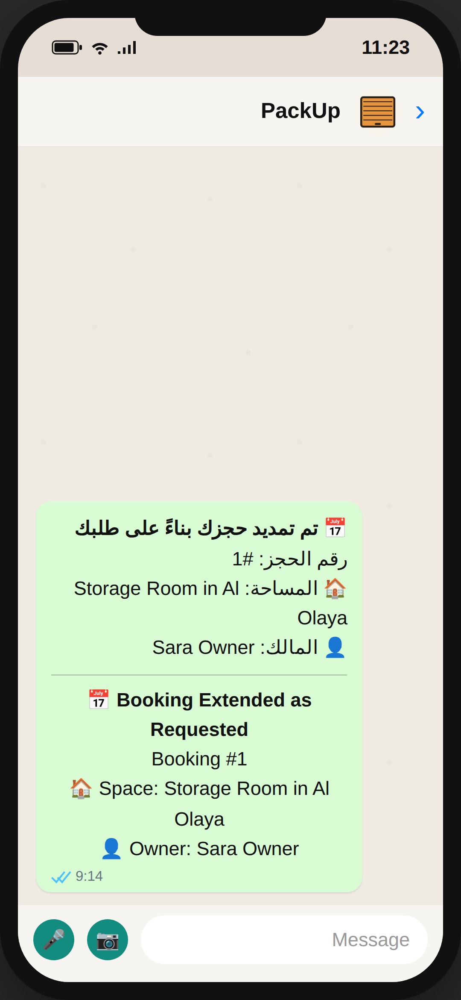 11:23
PackUp
📅 تم تمديد حجزك بناءً على طلبك
رقم الحجز: #1
🏠 المساحة: Storage Room in Al
Olaya
👤 المالك: Sara Owner
📅 Booking Extended as
Requested
Booking #1
🏠 Space: Storage Room in Al
Olaya
👤 Owner: Sara Owner
9:14
Message